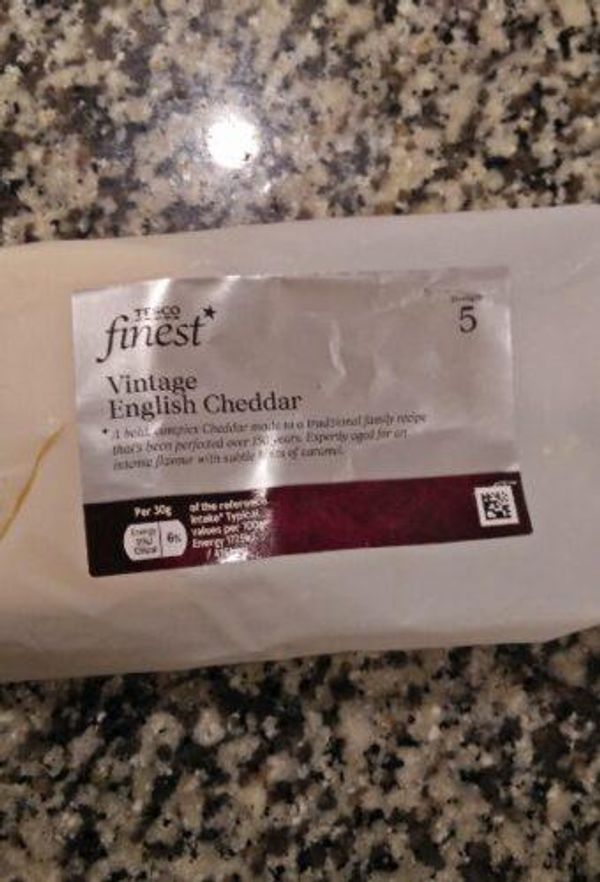 TESCO
finest*
Strength
5
Vintage
English Cheddar
* A bold, complex Cheddar made to a traditional family recipe
that's been perfected over 150 years. Expertly aged for an
intense flavour with subtle of caramel.
Per 30g
of the reference
intake* Typical
values per 100g
Energy
6%